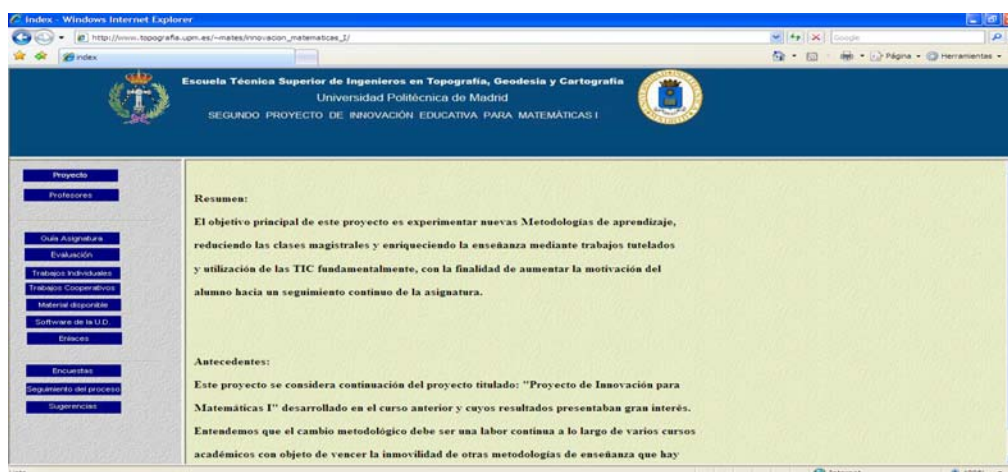 Index - Windows Internet Explorer
http://www.topografia.upm.es/~mates/innovacion_matematicas_I/
Google
Index
Página
Herramientas
Escuela Técnica Superior de Ingenieros en Topografía, Geodesia y Cartografía
Universidad Politécnica de Madrid
SEGUNDO PROYECTO DE INNOVACIÓN EDUCATIVA PARA MATEMÁTICAS I
Proyecto
Profesores
Guía Asignatura
Evaluación
Trabajos Individuales
Trabajos Cooperativos
Material disponible
Software de la U.D.
Enlaces
Encuestas
Seguimiento del proceso
Sugerencias
Resumen:
El objetivo principal de este proyecto es experimentar nuevas Metodologías de aprendizaje,
reduciendo las clases magistrales y enriqueciendo la enseñanza mediante trabajos tutelados
y utilización de las TIC fundamentalmente, con la finalidad de aumentar la motivación del
alumno hacia un seguimiento continuo de la asignatura.
Antecedentes:
Este proyecto se considera continuación del proyecto titulado: "Proyecto de Innovación para
Matemáticas I" desarrollado en el curso anterior y cuyos resultados presentaban gran interés.
Entendemos que el cambio metodológico debe ser una labor continua a lo largo de varios cursos
académicos con objeto de vencer la inmovilidad de otras metodologías de enseñanza que hay